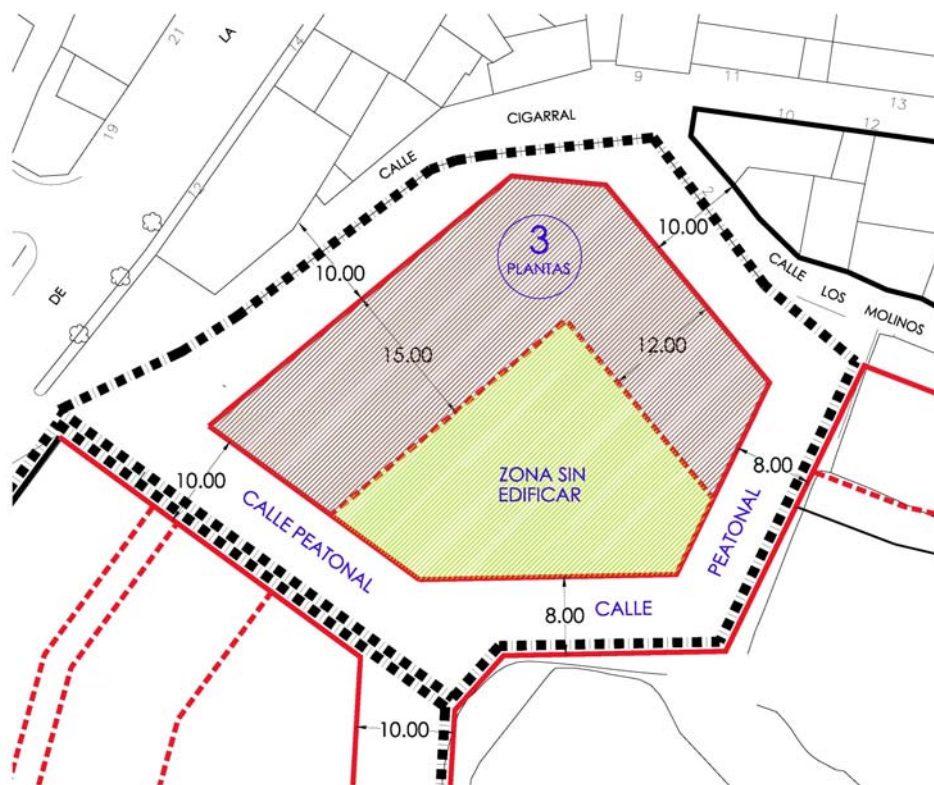 21
LA
14
19
12
DE
CALLE
CIGARRAL
9
11
13
10
12
2
3
PLANTAS
10.00
10.00
CALLE LOS MOLINOS
15.00
12.00
10.00
ZONA SIN
EDIFICAR
8.00
CALLE PEATONAL
PEATONAL
CALLE
8.00
10.00